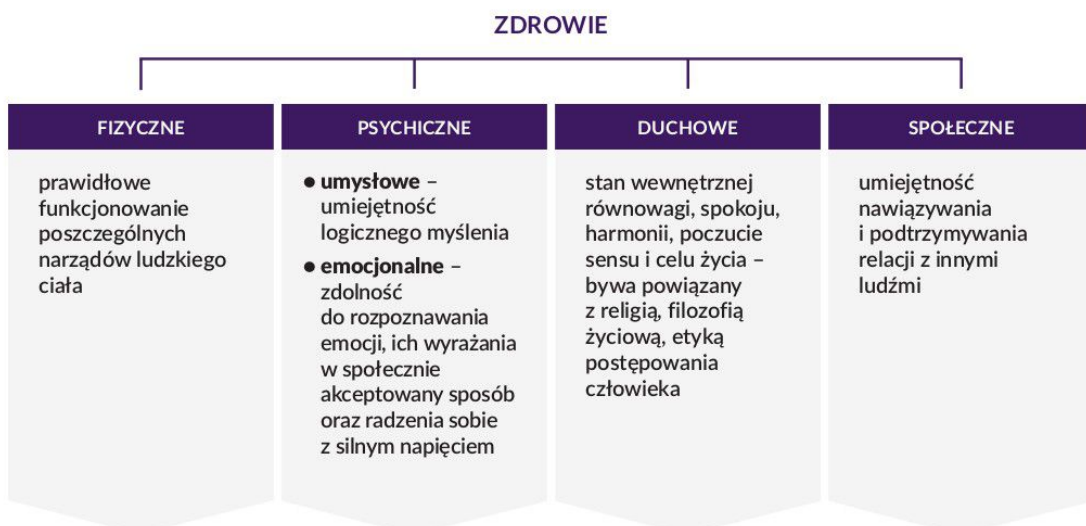 ZDROWIE
FIZYCZNE
prawidłowe
funkcjonowanie
poszczególnych
narządów ludzkiego
ciała
PSYCHICZNE
● umysłowe –
umiejętność
logicznego myślenia
● emocjonalne –
zdolność
do rozpoznawania
emocji, ich wyrażania
w społecznie
akceptowany sposób
oraz radzenia sobie
z silnym napięciem
DUCHOWE
stan wewnętrznej
równowagi, spokoju,
harmonii, poczucie
sensu i celu życia –
bywa powiązany
z religią, filozofią
życiową, etyką
postępowania
człowieka
SPOŁECZNE
umiejętność
nawiązywania
i podtrzymywania
relacji z innymi
ludźmi